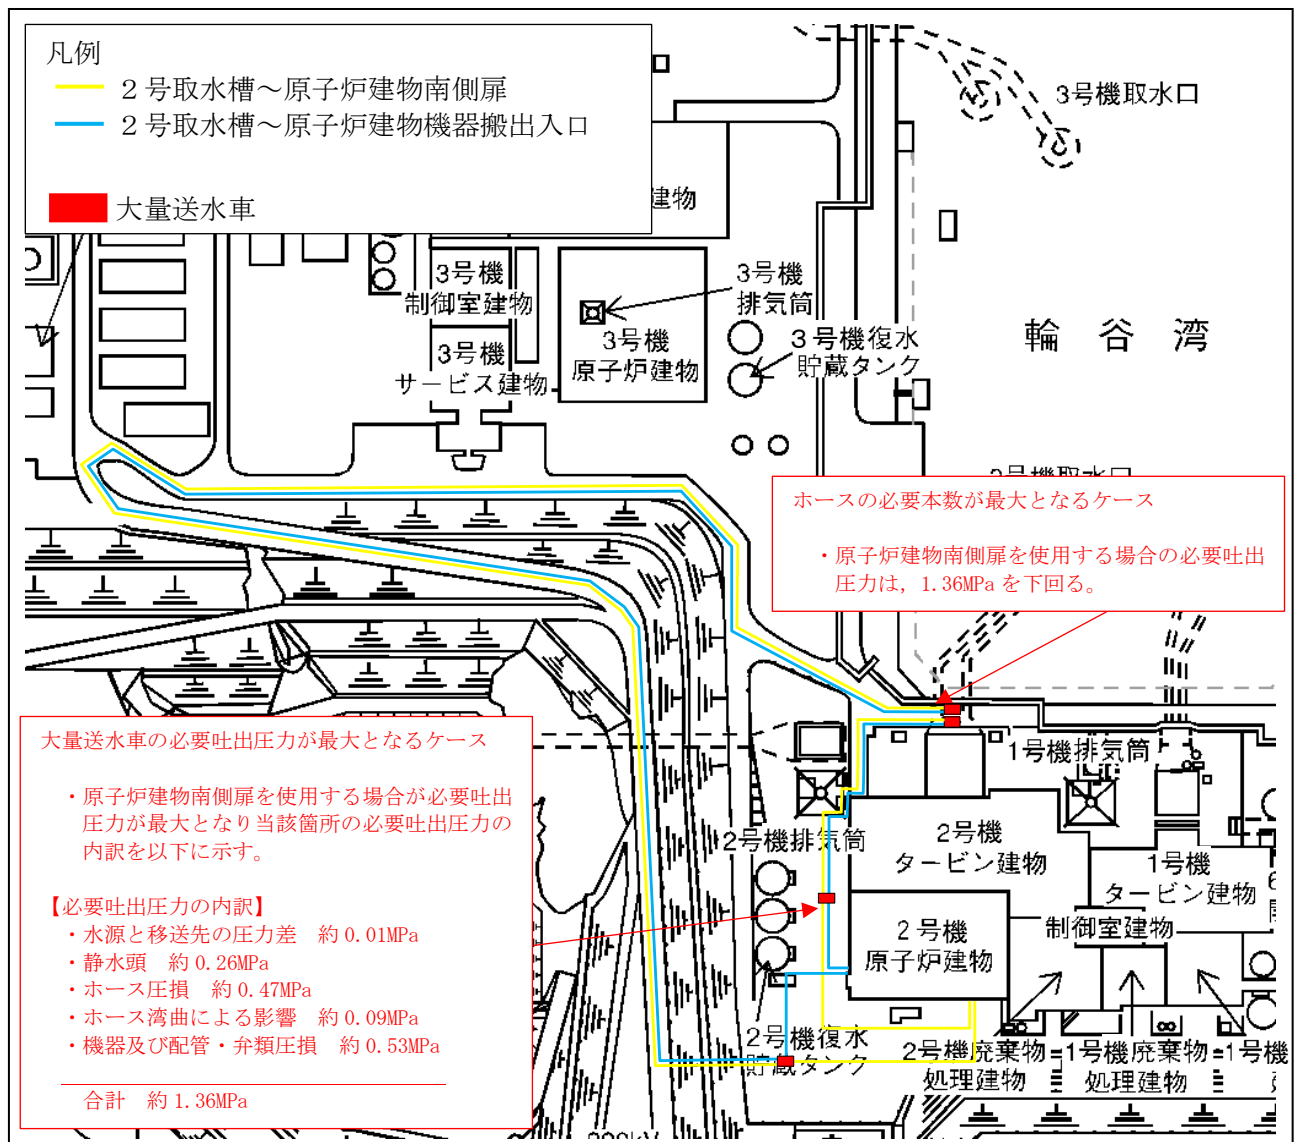 凡例
２号取水槽～原子炉建物南側扉
２号取水槽～原子炉建物機器搬出入口
大量送水車
建物
3号機取水口
3号機
制御室建物
3号機
排気筒
3号機
原子炉建物
３号機復水
貯蔵タンク
3号機
サービス建物
輪谷湾
ホースの必要本数が最大となるケース
・原子炉建物南側扉を使用する場合の必要吐出
圧力は，1.36MPaを下回る。
大量送水車の必要吐出圧力が最大となるケース
・原子炉建物南側扉を使用する場合が必要吐出
圧力が最大となり当該箇所の必要吐出圧力の
内訳を以下に示す。
【必要吐出圧力の内訳】
・水源と移送先の圧力差　約0.01MPa
・静水頭　約0.26MPa
・ホース圧損　約0.47MPa
・ホース湾曲による影響　約0.09MPa
・機器及び配管・弁類圧損　約0.53MPa
合計　約1.36MPa
1号機排気筒
2号機排気筒
2号機
タービン建物
1号機
タービン建物
制御室建物
２号機
原子炉建物
2号機復水
貯蔵タンク
2号機廃棄物
処理建物
1号機廃棄物
処理建物
1号機